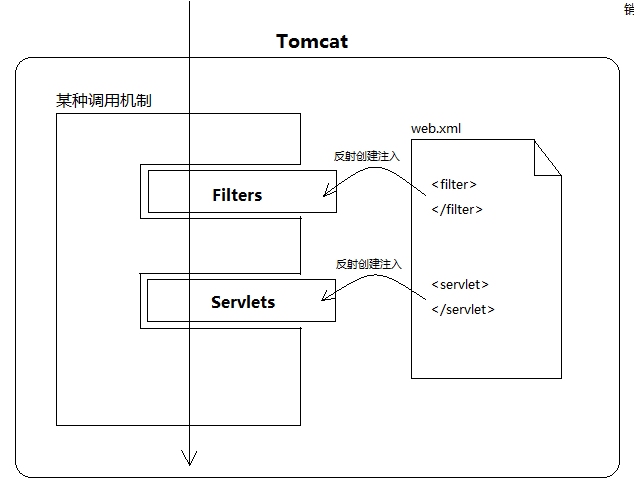 销
Tomcat
某种调用机制
web.xml
反射创建注入
<filter>
Filters
</filter>
反射创建注入
<servlet>
Servlets
</servlet>